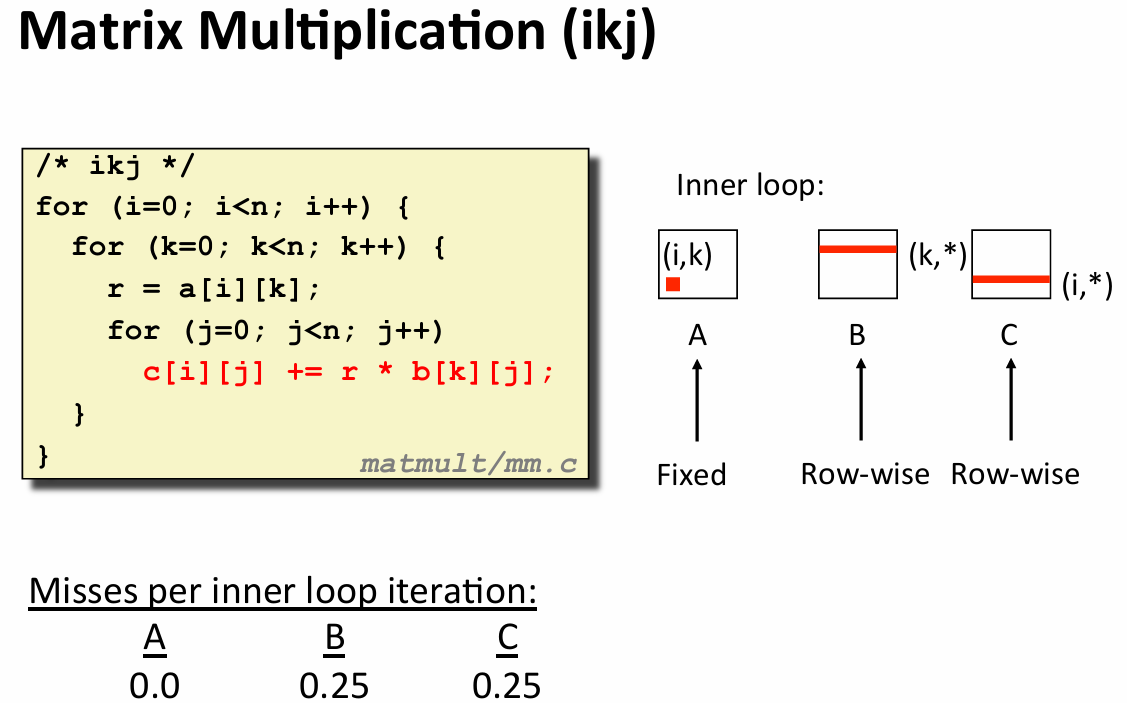 Matrix Multiplication (ikj)
/* ikj */
for (i=0; i<n; i++) {
  for (k=0; k<n; k++) {
    r = a[i][k];
    for (j=0; j<n; j++)
      c[i][j] += r * b[k][j];
  }
}
matmult/mm.c
Inner loop:
(i,k)
(k,*)
(i,*)
A B C
Fixed Row-wise Row-wise
Misses per inner loop iteration:
A B C
0.0 0.25 0.25